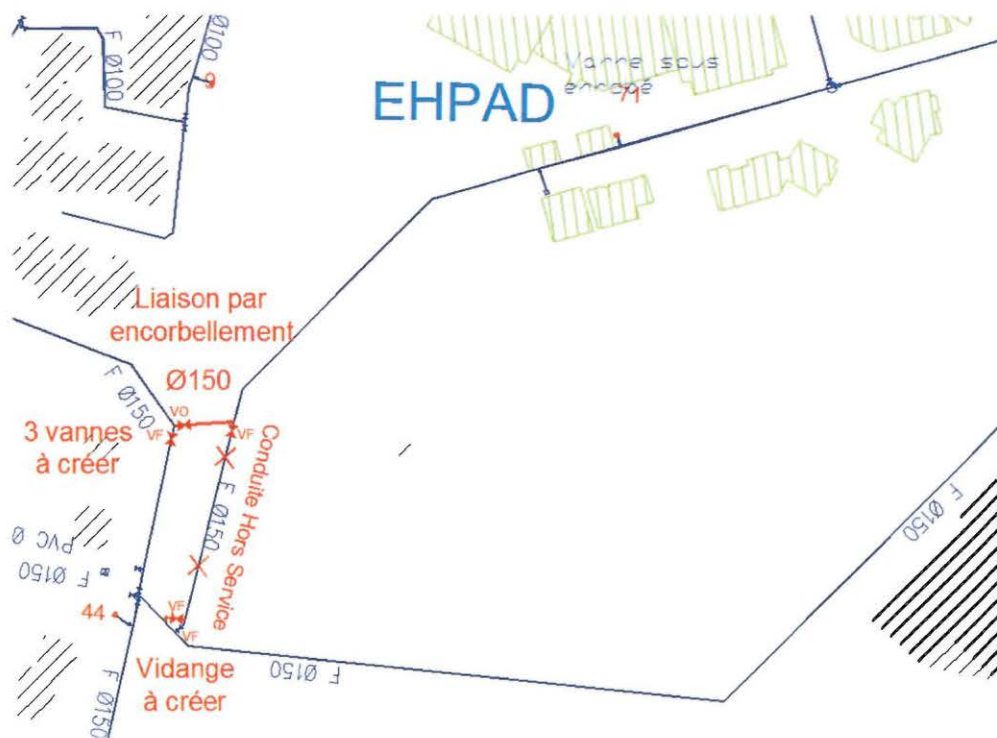 F Ø100
Ø100
Vanne sous
enrobé
71
EHPAD
Liaison par
encorbellement
Ø150
F Ø150
VO
VF
VF
3 vannes
à créer
Conduite Hors Service
F Ø150
F Ø150
PVC Ø
F Ø150
44
VF
VF
F Ø150
F Ø150
Vidange
à créer